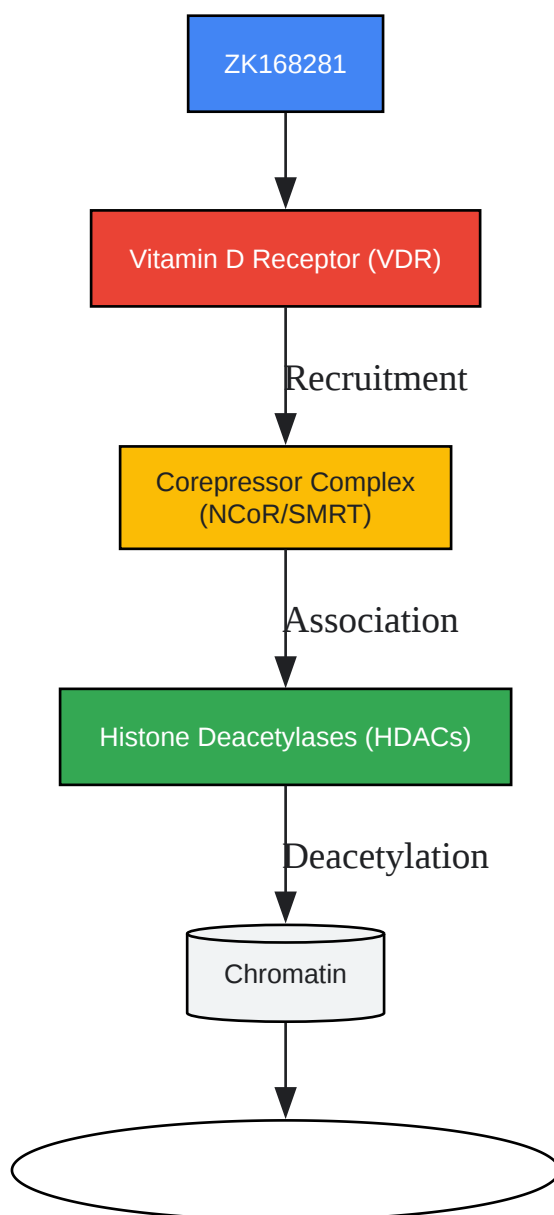 ZK168281
Vitamin D Receptor (VDR)
Recruitment
Corepressor Complex
(NCoR/SMRT)
Association
Histone Deacetylases (HDACs)
Deacetylation
Chromatin